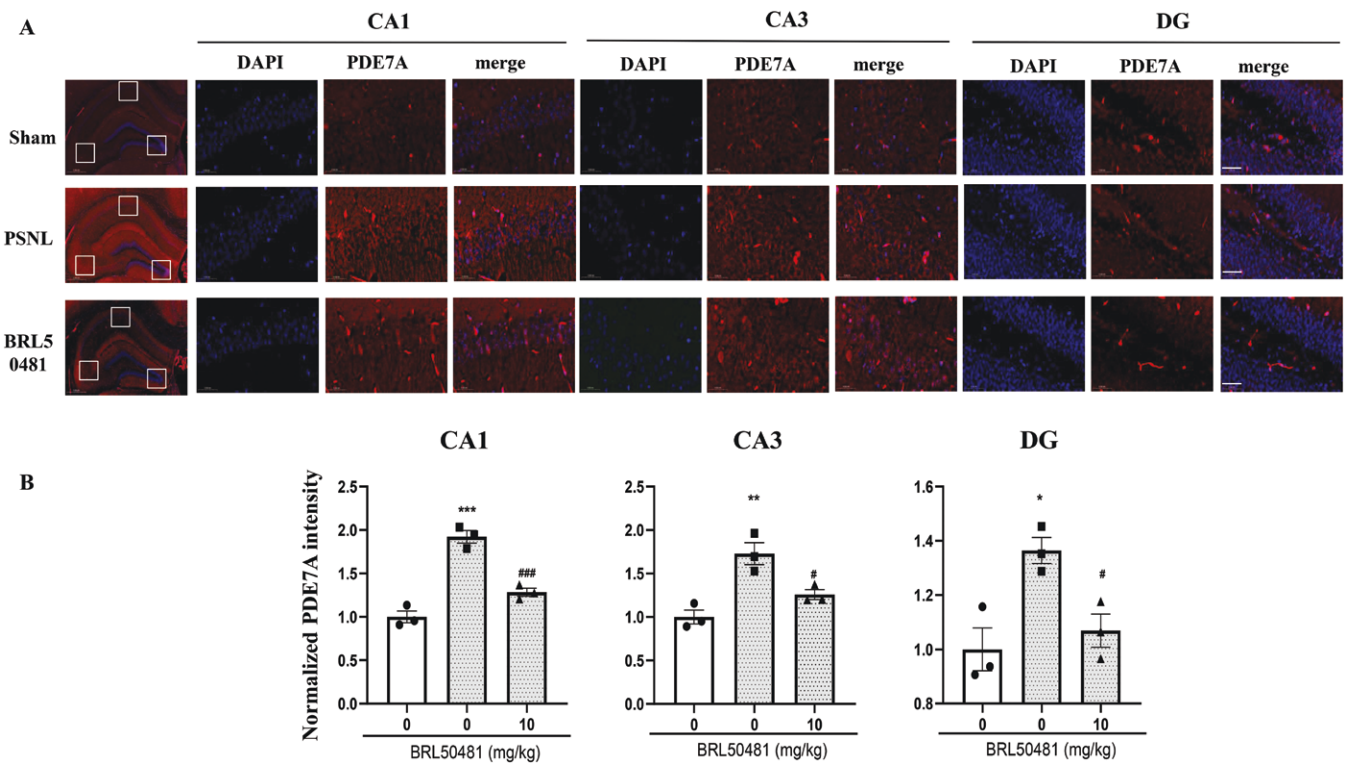 A
CA1 CA3 DG
DAPI PDE7A merge DAPI PDE7A merge DAPI PDE7A merge
Sham
PSNL
BRL5
0481
B
CA1 CA3 DG
Normalized PDE7A intensity
2.5
2.0
1.5
1.0
0.5
0.0
***
###
0 0 10
BRL50481 (mg/kg)
2.5
2.0
1.5
1.0
0.5
0.0
**
#
0 0 10
BRL50481 (mg/kg)
1.6
1.4
1.2
1.0
0.8
*
#
0 0 10
BRL50481 (mg/kg)